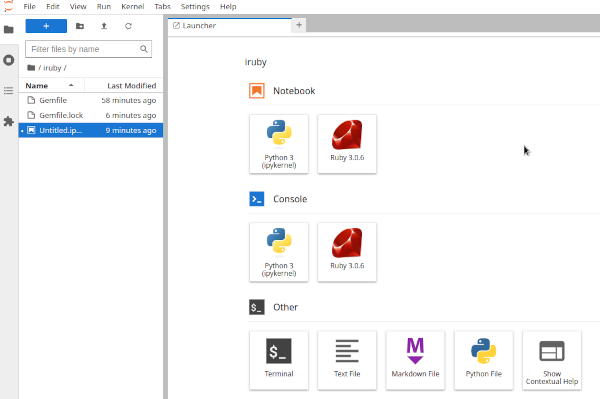 File Edit View Run Kernel Tabs Settings Help
Launcher
Filter files by name
/ iruby /
Name Last Modified
Gemfile 58 minutes ago
Gemfile.lock 6 minutes ago
Untitled.ip... 9 minutes ago
iruby
Notebook
Python 3
(ipykernel)
Ruby 3.0.6
Console
Python 3
(ipykernel)
Ruby 3.0.6
$_ Other
$_
Terminal
Text File
M
Markdown File
Python File
Show
Contextual Help